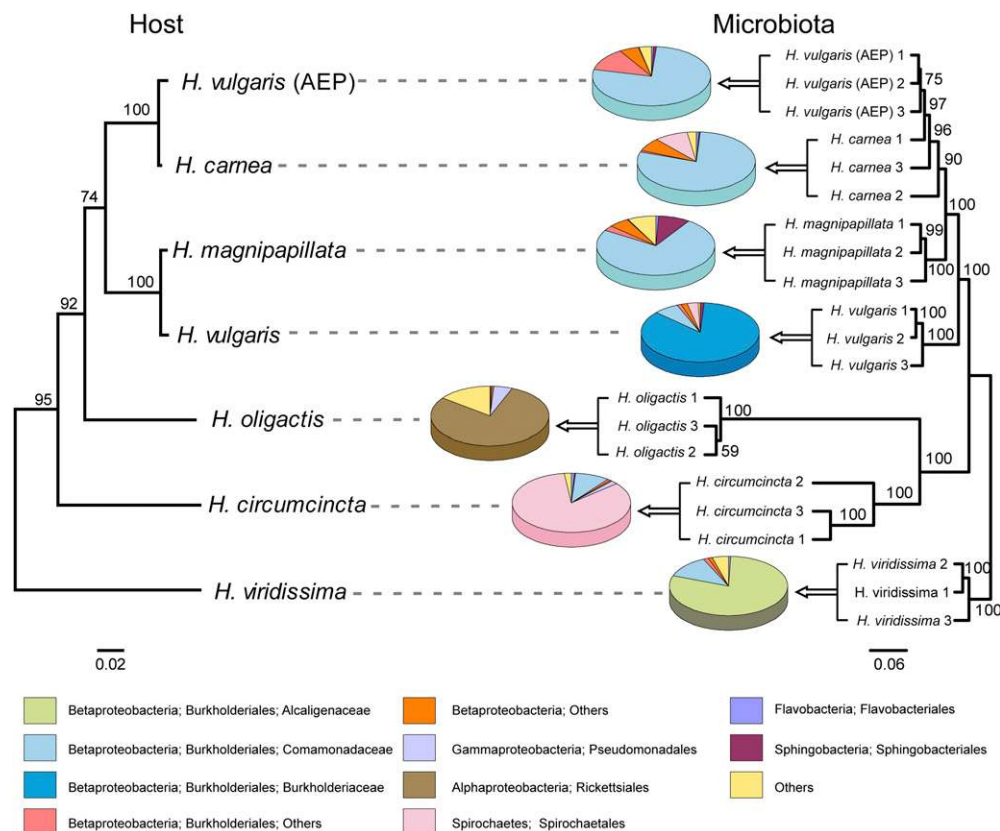 Host
Microbiota
H. vulgaris (AEP)
H. carnea
H. magnipapillata
H. vulgaris
H. oligactis
H. circumcincta
H. viridissima
100
74
100
92
95
0.02
H. vulgaris (AEP) 1
H. vulgaris (AEP) 2
H. vulgaris (AEP) 3
H. carnea 1
H. carnea 3
H. carnea 2
H. magnipapillata 1
H. magnipapillata 2
H. magnipapillata 3
H. vulgaris 1
H. vulgaris 2
H. vulgaris 3
H. oligactis 1
H. oligactis 3
H. oligactis 2
H. circumcincta 2
H. circumcincta 3
H. circumcincta 1
H. viridissima 2
H. viridissima 1
H. viridissima 3
75
97
96
90
100
99
100
100
100
100
100
59
100
100
100
100
100
0.06
Betaproteobacteria; Burkholderiales; Alcaligenaceae
Betaproteobacteria; Burkholderiales; Comamonadaceae
Betaproteobacteria; Burkholderiales; Burkholderiaceae
Betaproteobacteria; Burkholderiales; Others
Betaproteobacteria; Others
Gammaproteobacteria; Pseudomonadales
Alphaproteobacteria; Rickettsiales
Spirochaetes; Spirochaetales
Flavobacteria; Flavobacteriales
Sphingobacteria; Sphingobacteriales
Others